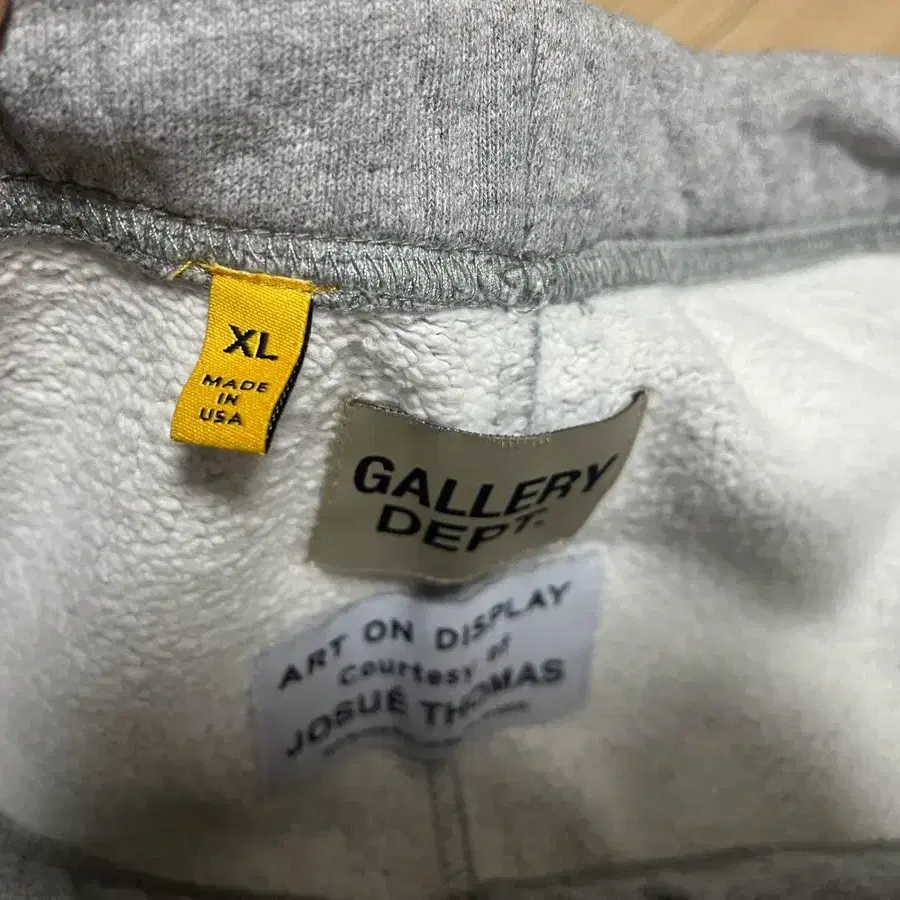 XL
MADE
IN
USA
GALLERY
DEPT.
ART ON DISPLAY
Courtesy of
JOSUÉ THOMAS